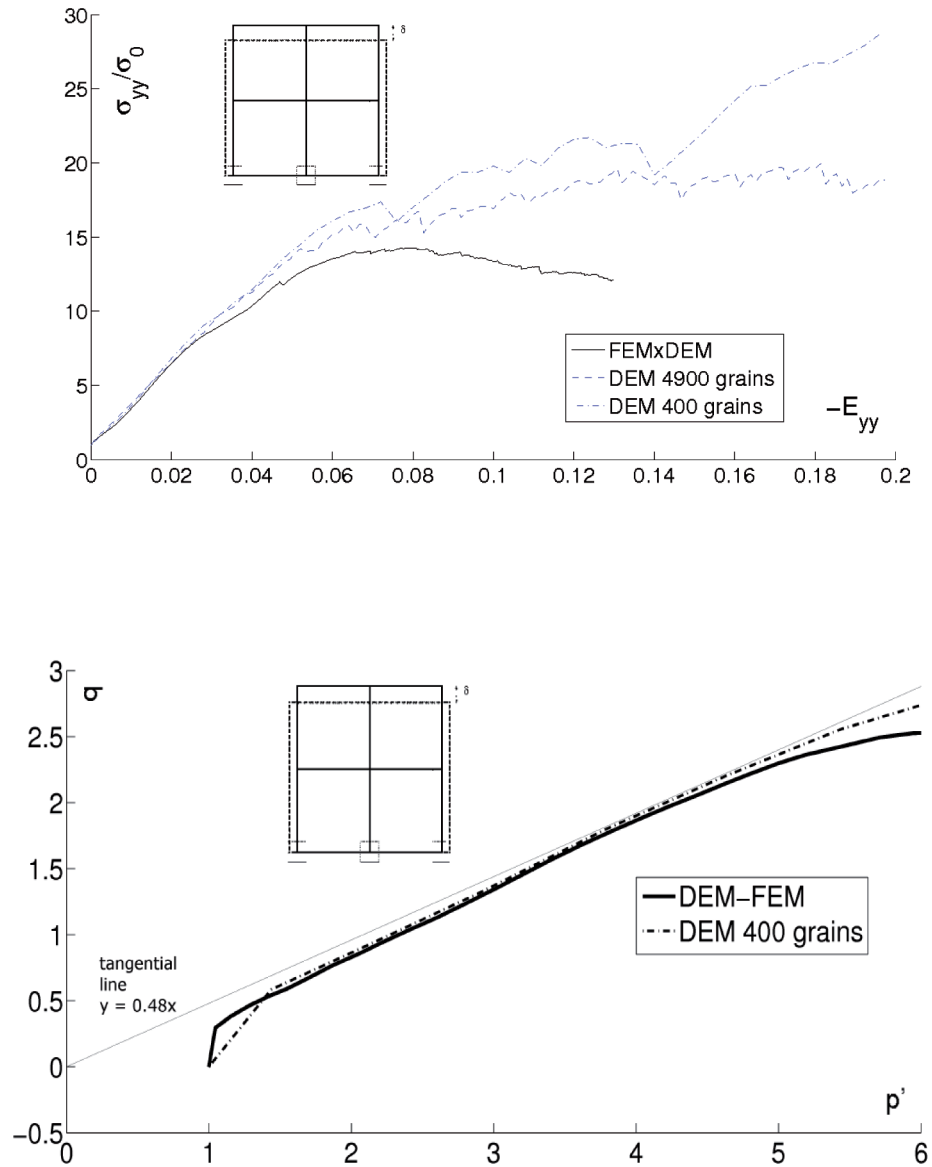 30
25
20
15
10
5
0
σyy/σ0
δ
FEMxDEM
DEM 4900 grains
DEM 400 grains
-Eyy
0 0.02 0.04 0.06 0.08 0.1 0.12 0.14 0.16 0.18 0.2
3
2.5
2
1.5
1
0.5
0
-0.5
q
δ
DEM-FEM
DEM 400 grains
tangential
line
y = 0.48x
p'
0 1 2 3 4 5 6